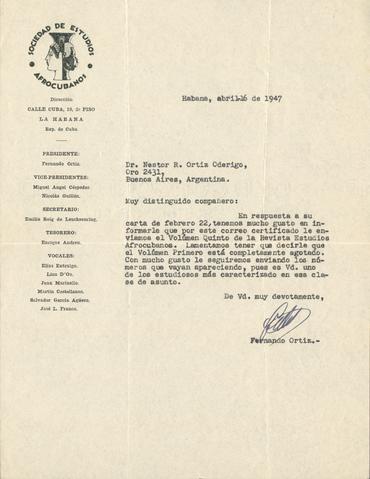 SOCIEDAD DE ESTUDIOS
AFROCUBANOS
Dirección
CALLE CUBA, 19, 3er PISO
LA HABANA
Rep. de Cuba.
PRESIDENTE:
Fernando Ortiz.
VICE-PRESIDENTES:
Miguel Angel Céspedes
Nicolás Guillén.
SECRETARIO:
Emilio Roig de Leuchsenring.
TESORERO:
Enrique Andreu.
VOCALES:
Elías Entralgo.
Lino D'Ou.
Juan Marinello.
Martín Castellanos.
Salvador García Agüero.
José L. Franco.
Habana, abril 16 de 1947
Dr. Nestor R. Ortiz Oderigo,
Oro 2431,
Buenos Aires, Argentina.
Muy distinguido compañero:
En respuesta a su
carta de febrero 22, tenemos mucho gusto en in-
formarle que por este correo certificado le en-
viamos el Volúmen Quinto de la Revista Estudios
Afrocubanos. Lamentamos tener que decirle que
el Volúmen Primero está completamente agotado.
Con mucho gusto le seguiremos enviando los nú-
meros que vayan apareciendo, pues es Vd. uno
de los estudiosos más caracterizado en esa cla-
se de asunto.
De Vd. muy devotamente,
Fernando Ortiz.-